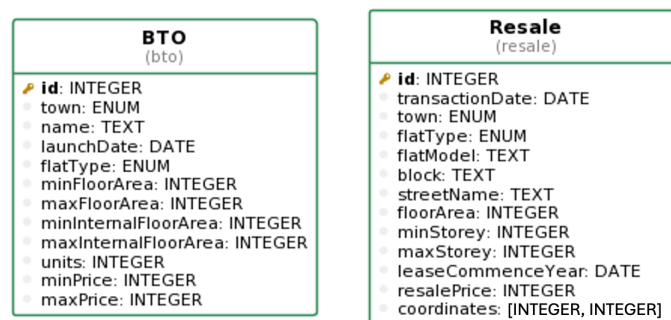 BTO
(bto)
id: INTEGER
town: ENUM
name: TEXT
launchDate: DATE
flatType: ENUM
minFloorArea: INTEGER
maxFloorArea: INTEGER
minInternalFloorArea: INTEGER
maxInternalFloorArea: INTEGER
units: INTEGER
minPrice: INTEGER
maxPrice: INTEGER
Resale
(resale)
id: INTEGER
transactionDate: DATE
town: ENUM
flatType: ENUM
flatModel: TEXT
block: TEXT
streetName: TEXT
floorArea: INTEGER
minStorey: INTEGER
maxStorey: INTEGER
leaseCommenceYear: DATE
resalePrice: INTEGER
coordinates: [INTEGER, INTEGER]